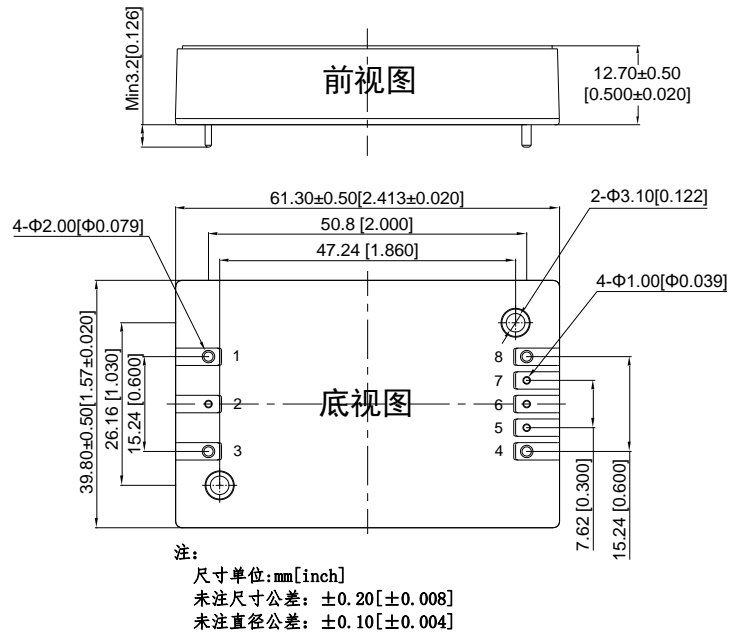 Min3.2[0.126]
前视图
12.70±0.50
[0.500±0.020]
61.30±0.50[2.413±0.020]
2-Φ3.10[0.122]
4-Φ2.00[Φ0.079]
50.8 [2.000]
47.24 [1.860]
4-Φ1.00[Φ0.039]
39.80±0.50[1.57±0.020]
26.16 [1.030]
15.24 [0.600]
1
2
3
底视图
8
7
6
5
4
7.62 [0.300]
15.24 [0.600]
注:
尺寸单位:mm[inch]
未注尺寸公差: ±0.20[±0.008]
未注直径公差: ±0.10[±0.004]